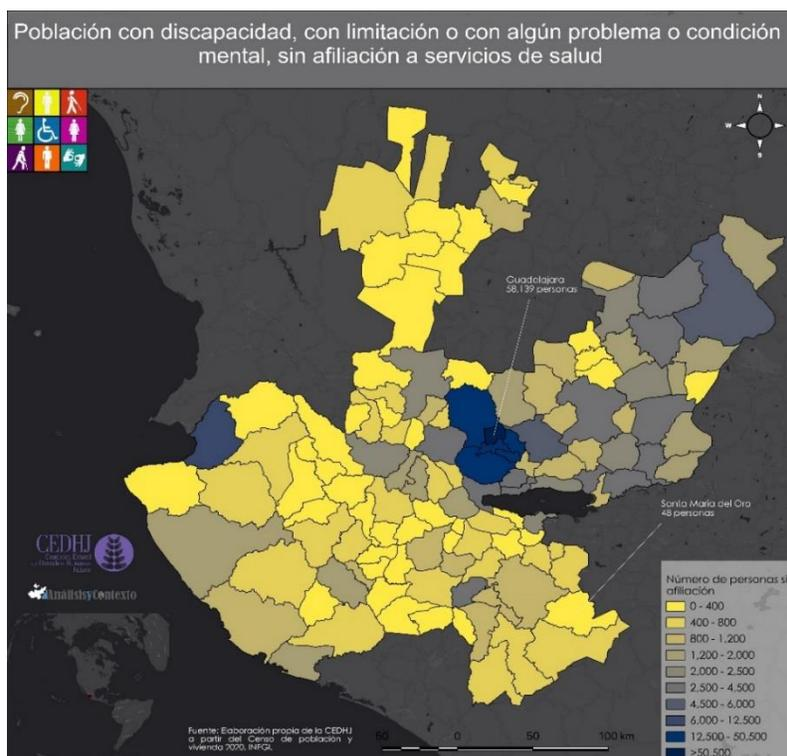 Población con discapacidad, con limitación o con algún problema o condición
mental, sin afiliación a servicios de salud
N
W
E
S
Guadalajara
58,139 personas
Santa María del Oro
48 personas
CEDHJ
AnálisisyContexto
Número de personas si
afiliación
0 - 400
400 - 800
800 - 1,200
1,200 - 2,000
2,000 - 2,500
2,500 - 4,500
4,500 - 6,000
6,000 - 12,500
12,500 - 50,500
>50,500
Fuente: Elaboración propia de la CEDHJ
a partir del Censo de población y
vivienda 2020, INEGI.
0
100 km